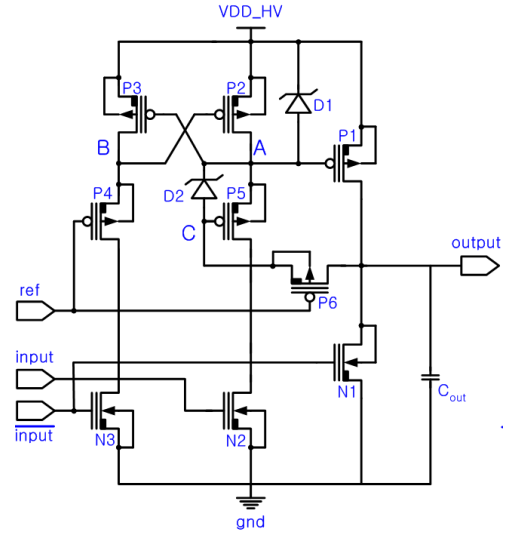 VDD_HV
P3
P2
D1
P1
B
A
P4
D2
P5
C
output
ref
P6
input
N1
C_out
input
N3
N2
gnd